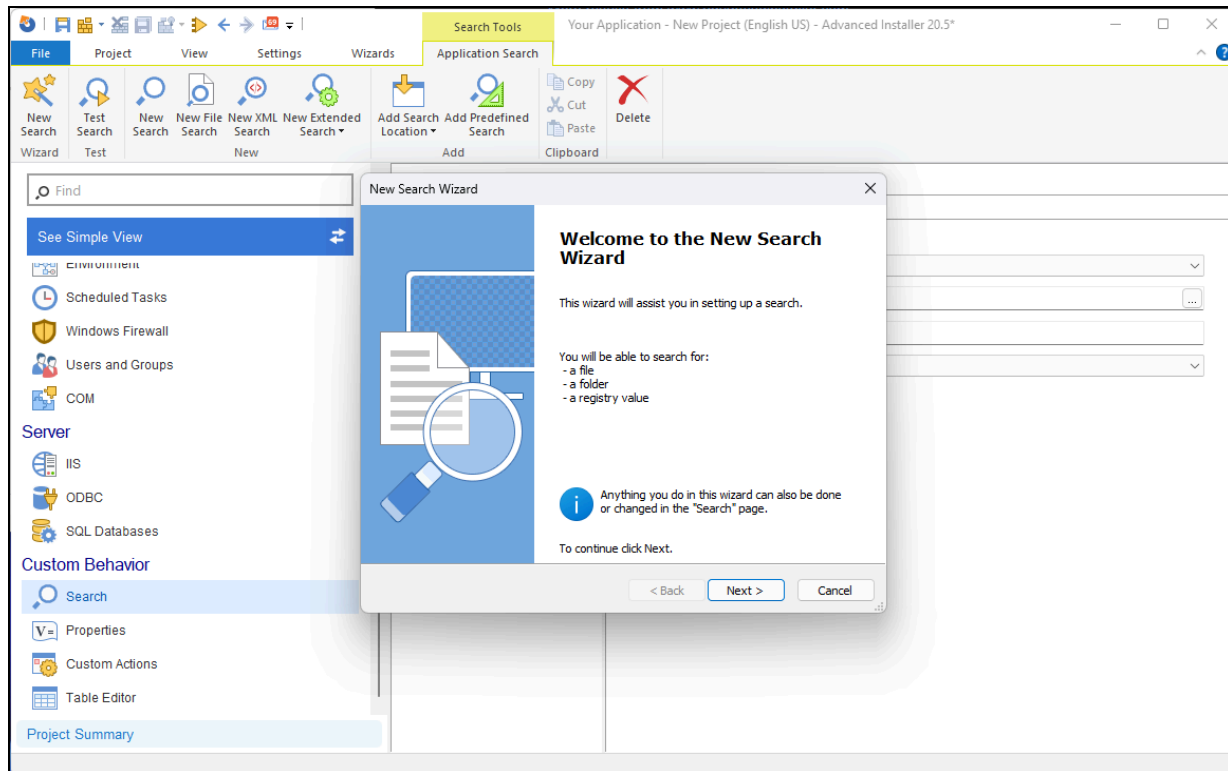 69
Search Tools
Your Application - New Project (English US) - Advanced Installer 20.5*
File
Project
View
Settings
Wizards
Application Search
?
New
Search
Test
Search
New
Search
New File
Search
New XML
Search
New Extended
Search
Add Search
Location
Add Predefined
Search
Copy
Cut
Paste
Delete
Wizard
Test
New
Add
Clipboard
Find
See Simple View
Environment
Scheduled Tasks
Windows Firewall
Users and Groups
COM
Server
IIS
ODBC
SQL Databases
Custom Behavior
Search
V=
Properties
Custom Actions
Table Editor
Project Summary
New Search Wizard
Welcome to the New Search
Wizard
This wizard will assist you in setting up a search.
You will be able to search for:
- a file
- a folder
- a registry value
i
Anything you do in this wizard can also be done
or changed in the "Search" page.
To continue click Next.
< Back
Next >
Cancel
...